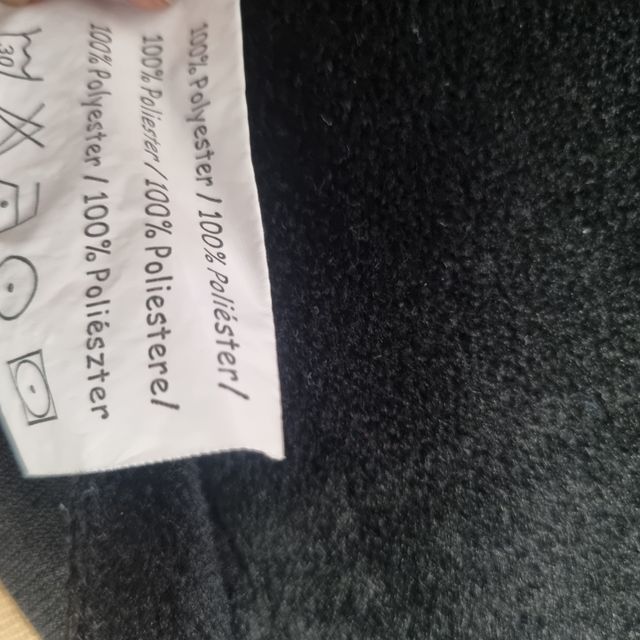 100% Polyester / 100% Poliéster/
100% Poliester / 100% Poliestere/
100% Polyester / 100% Poliészter
30